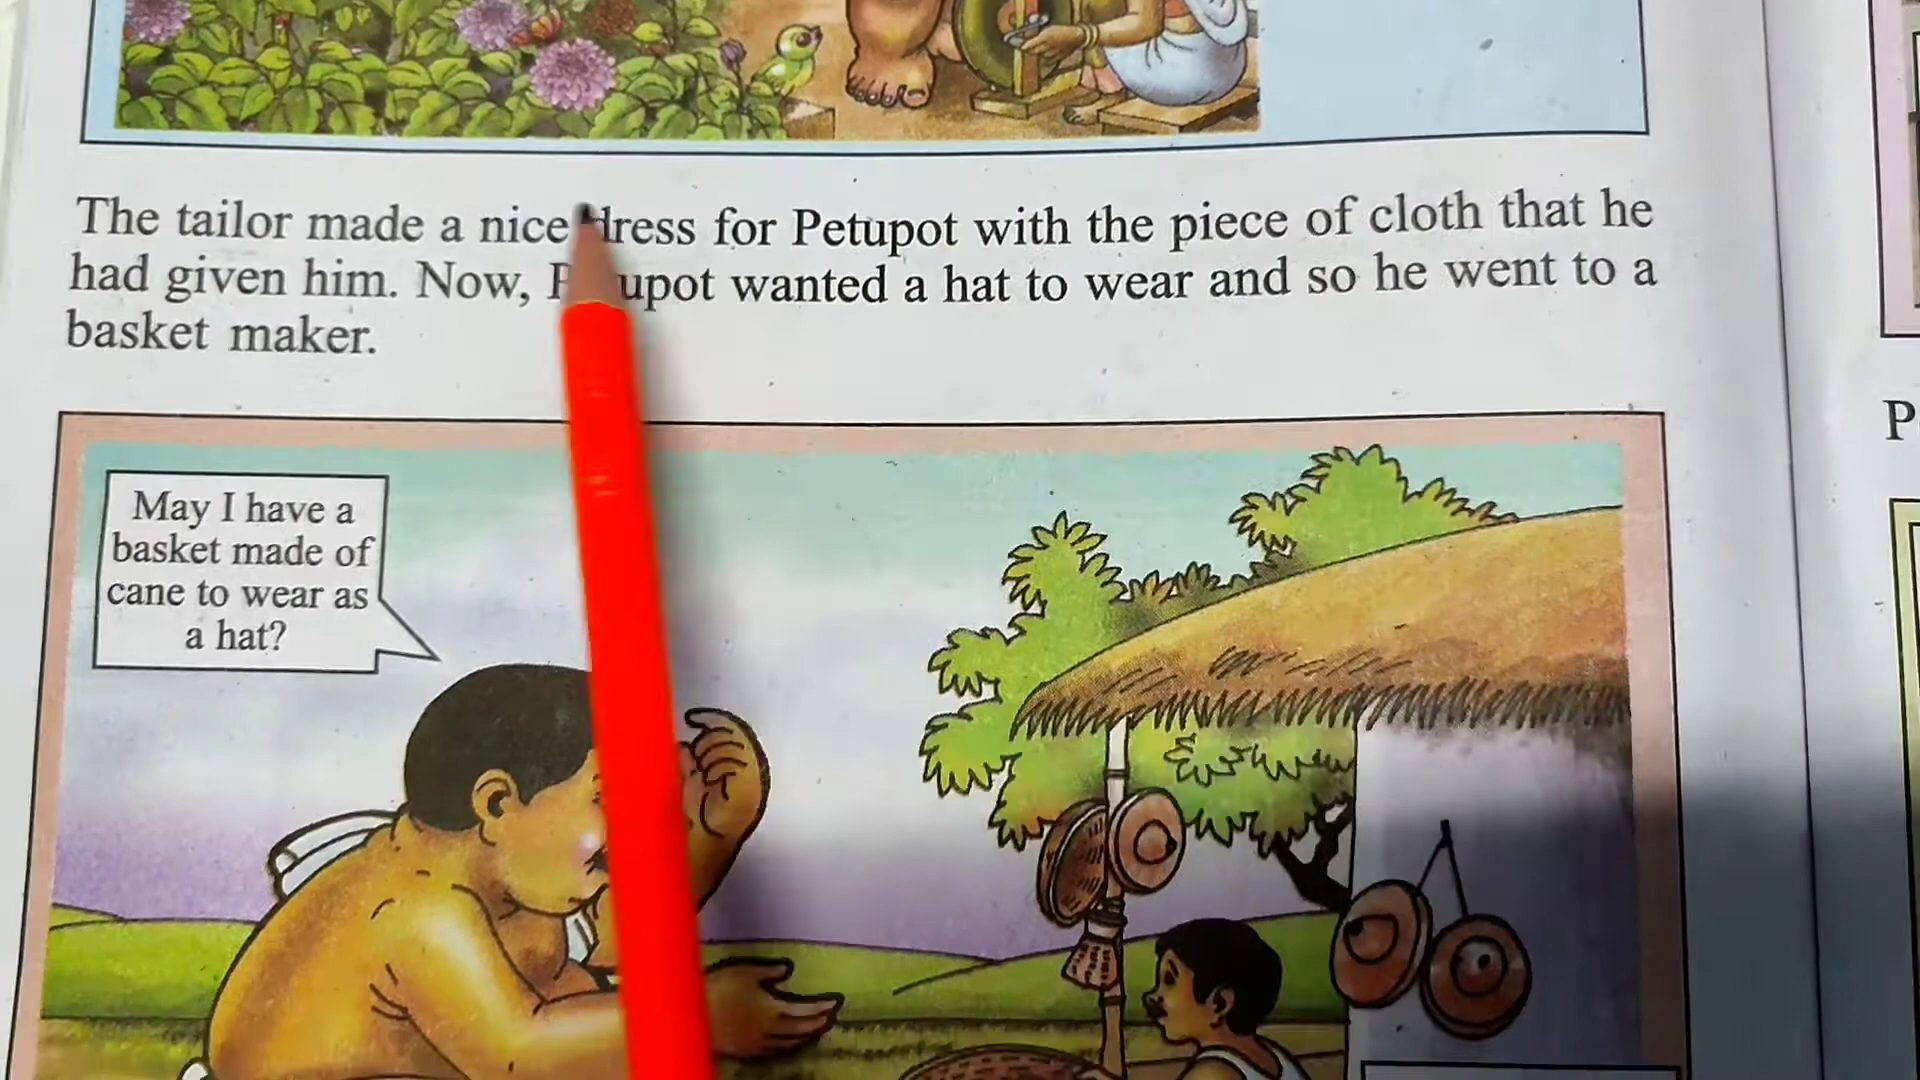 The tailor made a nice dress for Petupot with the piece of cloth that he
had given him. Now, Petupot wanted a hat to wear and so he went to a
basket maker.
May I have a
basket made of
cane to wear as
a hat?
P